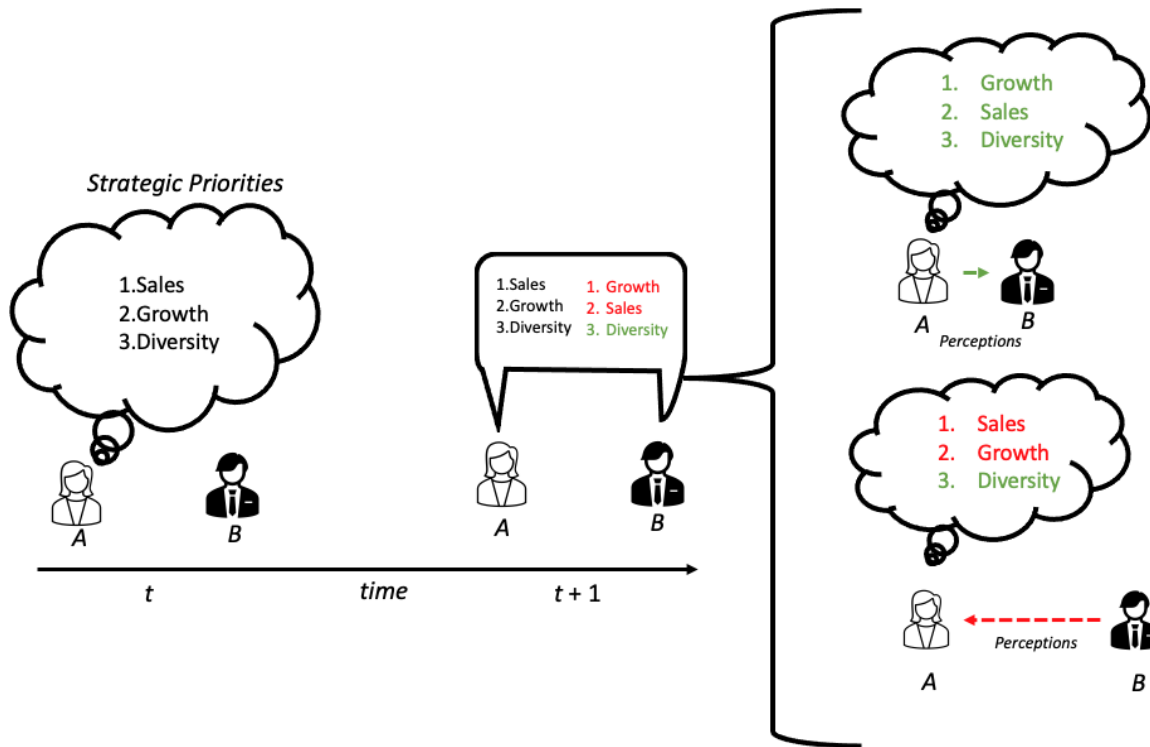 Strategic Priorities
1.Sales
2.Growth
3.Diversity
A
B
t
time
t + 1
1.Sales
2.Growth
3.Diversity
1. Growth
2. Sales
3. Diversity
A
B
1. Growth
2. Sales
3. Diversity
A
B
Perceptions
1. Sales
2. Growth
3. Diversity
Perceptions
A
B